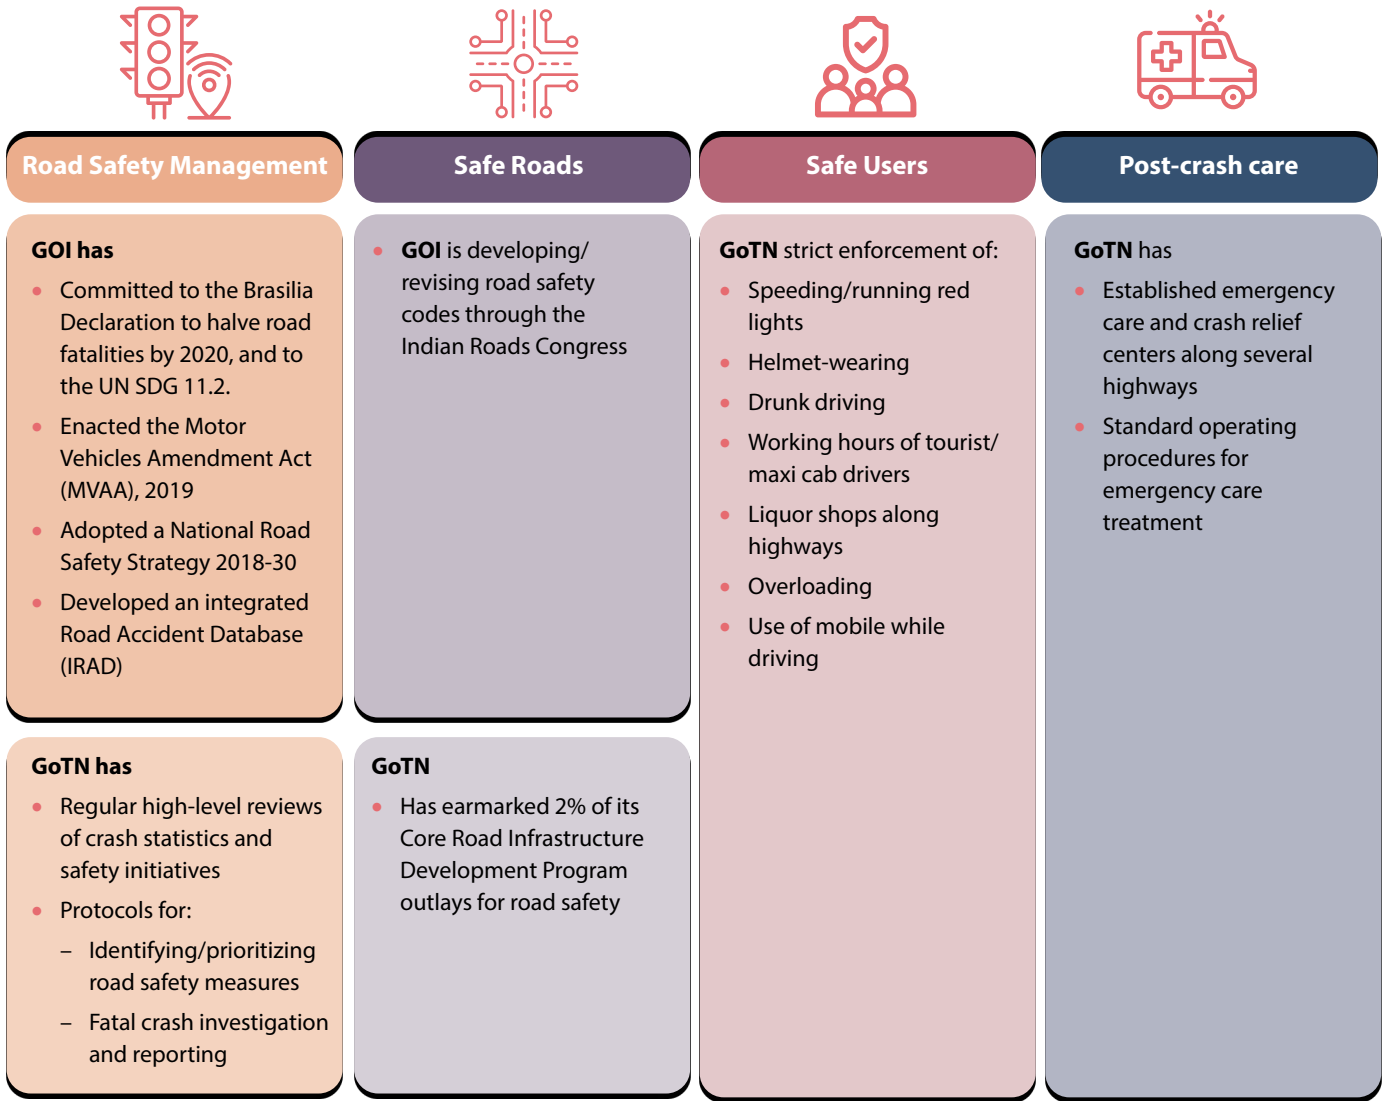 Road Safety Management
GOI has
• Committed to the Brasilia
Declaration to halve road
fatalities by 2020, and to
the UN SDG 11.2.
• Enacted the Motor
Vehicles Amendment Act
(MVAA), 2019
• Adopted a National Road
Safety Strategy 2018-30
• Developed an integrated
Road Accident Database
(IRAD)
GoTN has
• Regular high-level reviews
of crash statistics and
safety initiatives
• Protocols for:
– Identifying/prioritizing
road safety measures
– Fatal crash investigation
and reporting
Safe Roads
• GOI is developing/
revising road safety
codes through the
Indian Roads Congress
GoTN
• Has earmarked 2% of its
Core Road Infrastructure
Development Program
outlays for road safety
Safe Users
GoTN strict enforcement of:
• Speeding/running red
lights
• Helmet-wearing
• Drunk driving
• Working hours of tourist/
maxi cab drivers
• Liquor shops along
highways
• Overloading
• Use of mobile while
driving
Post-crash care
GoTN has
• Established emergency
care and crash relief
centers along several
highways
• Standard operating
procedures for
emergency care
treatment